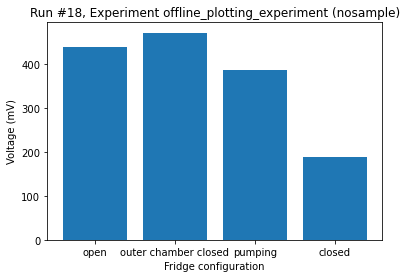 Run #18, Experiment offline_plotting_experiment (nosample)
Voltage (mV)
400
300
200
100
0
open outer chamber closed pumping closed
Fridge configuration